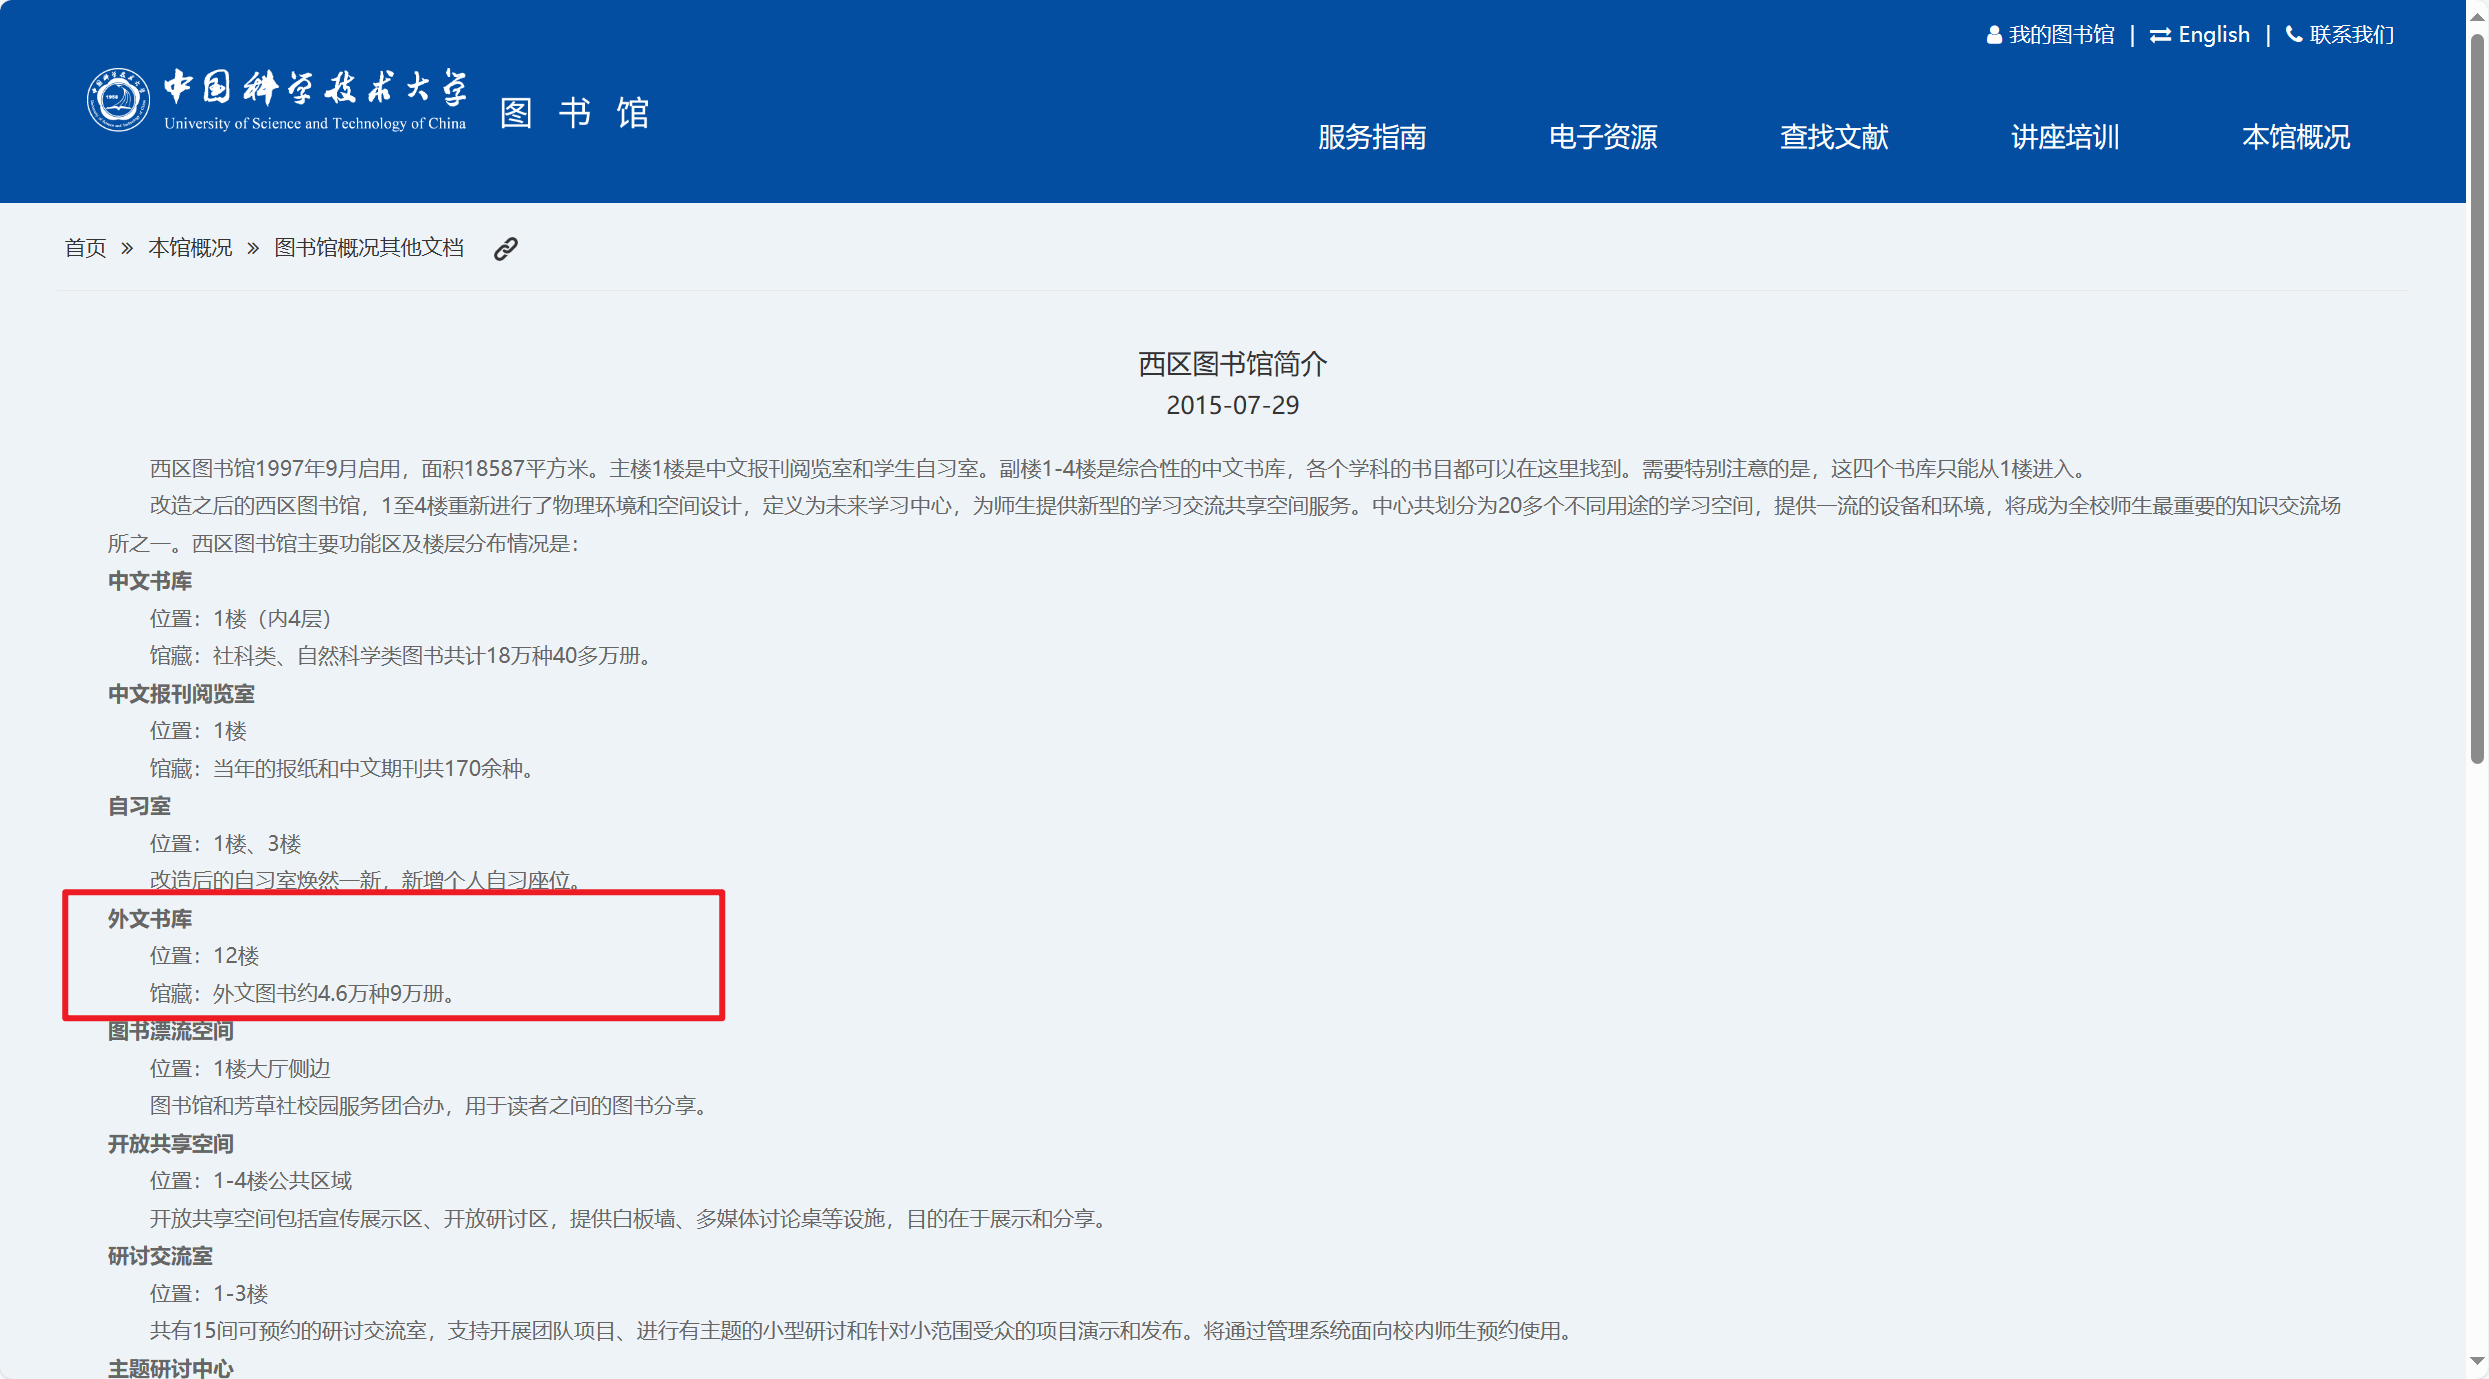 我的图书馆 | English | 联系我们
中国科学技术大学
University of Science and Technology of China
图书馆
服务指南 电子资源 查找文献 讲座培训 本馆概况
首页 » 本馆概况 » 图书馆概况其他文档
西区图书馆简介
2015-07-29
西区图书馆1997年9月启用，面积18587平方米。主楼1楼是中文报刊阅览室和学生自习室。副楼1-4楼是综合性的中文书库，各个学科的书目都可以在这里找到。需要特别注意的是，这四个书库只能从1楼进入。
改造之后的西区图书馆，1至4楼重新进行了物理环境和空间设计，定义为未来学习中心，为师生提供新型的学习交流共享空间服务。中心共划分为20多个不同用途的学习空间，提供一流的设备和环境，将成为全校师生最重要的知识交流场
所之一。西区图书馆主要功能区及楼层分布情况是：
中文书库
位置：1楼（内4层）
馆藏：社科类、自然科学类图书共计18万种40多万册。
中文报刊阅览室
位置：1楼
馆藏：当年的报纸和中文期刊共170余种。
自习室
位置：1楼、3楼
改造后的自习室焕然一新，新增个人自习座位。
外文书库
位置：12楼
馆藏：外文图书约4.6万种9万册。
图书漂流空间
位置：1楼大厅侧边
图书馆和芳草社校园服务团合办，用于读者之间的图书分享。
开放共享空间
位置：1-4楼公共区域
开放共享空间包括宣传展示区、开放研讨区，提供白板墙、多媒体讨论桌等设施，目的在于展示和分享。
研讨交流室
位置：1-3楼
共有15间可预约的研讨交流室，支持开展团队项目、进行有主题的小型研讨和针对小范围受众的项目演示和发布。将通过管理系统面向校内师生预约使用。
主题研讨中心